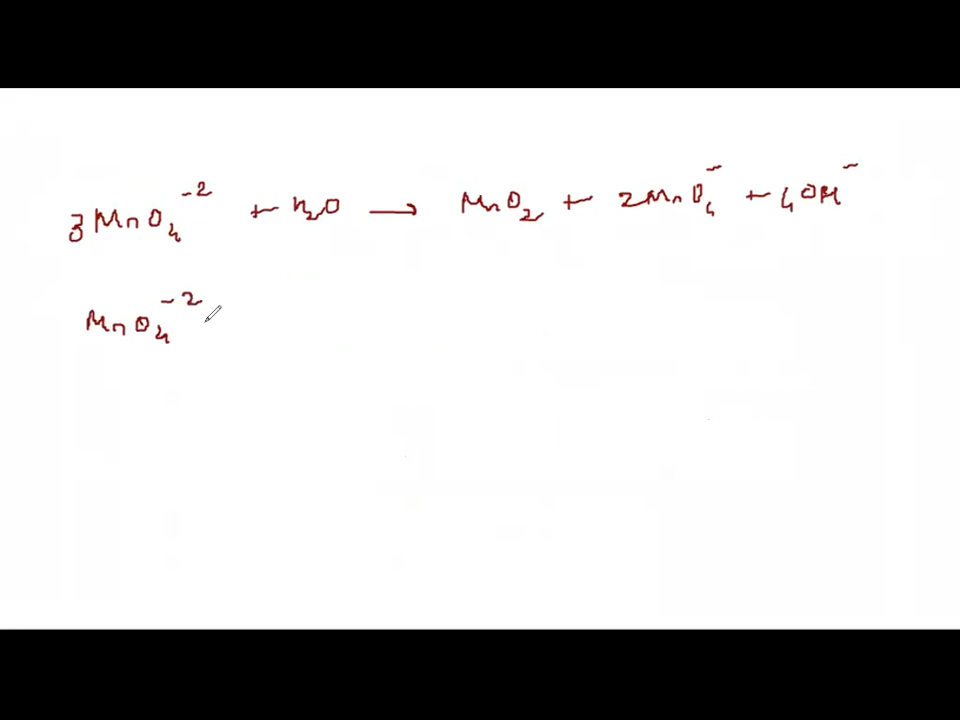 3MnO₄⁻² + H₂O → MnO₂ + 2MnO₄⁻ + 4OH⁻
MnO₄⁻²